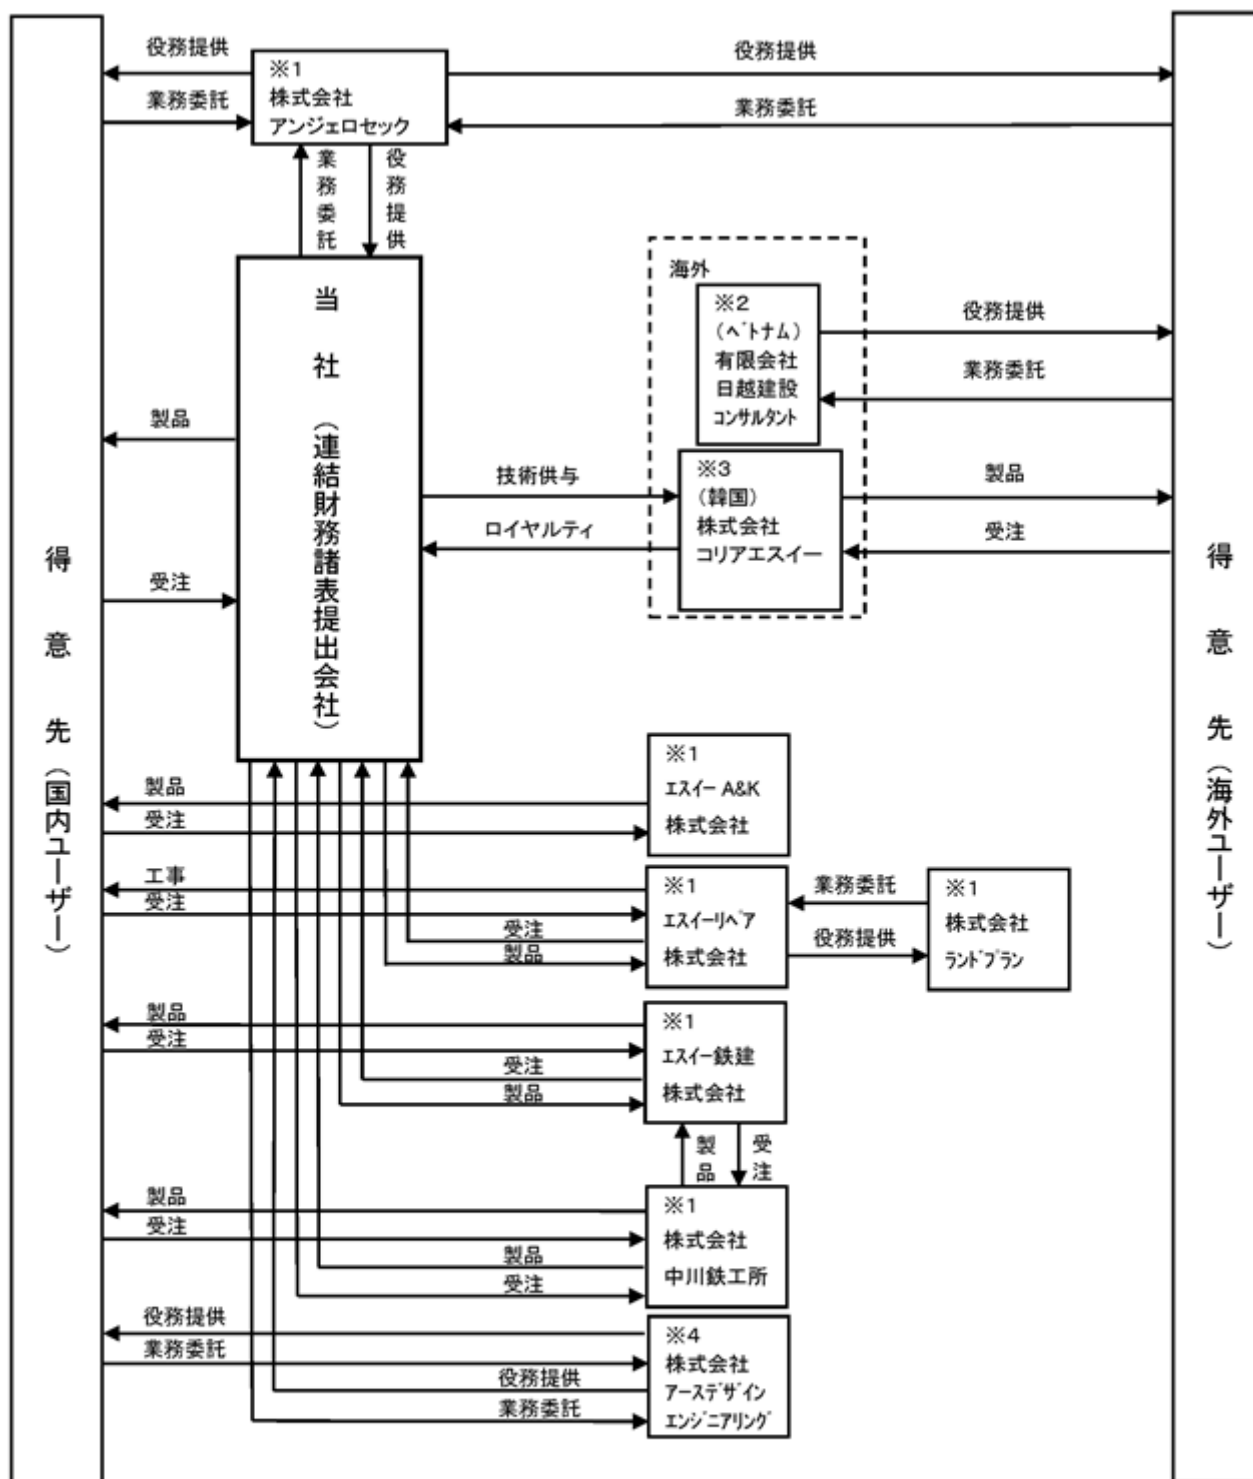 役務提供
業務委託
※1
株式会社
アンジェロセック
役務提供
業務委託
業務委託
役務提供
当社（連結財務諸表提出会社）
海外
※2
（ベトナム）
有限会社
日越建設
コンサルタント
役務提供
業務委託
製品
技術供与
ロイヤルティ
※3
（韓国）
株式会社
コリアエスイー
製品
受注
受注
得意先（国内ユーザー）
得意先（海外ユーザー）
製品
受注
※1
エスイーA&K
株式会社
工事
受注
受注
製品
※1
エスイーリペア
株式会社
業務委託
役務提供
※1
株式会社
ランドプラン
製品
受注
受注
製品
※1
エスイー鉄建
株式会社
製品
受注
製品
受注
製品
受注
※1
株式会社
中川鉄工所
役務提供
業務委託
役務提供
業務委託
※4
株式会社
アースデザイン
エンジニアリング